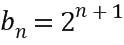 bₙ = 2ⁿ ⁺ ¹